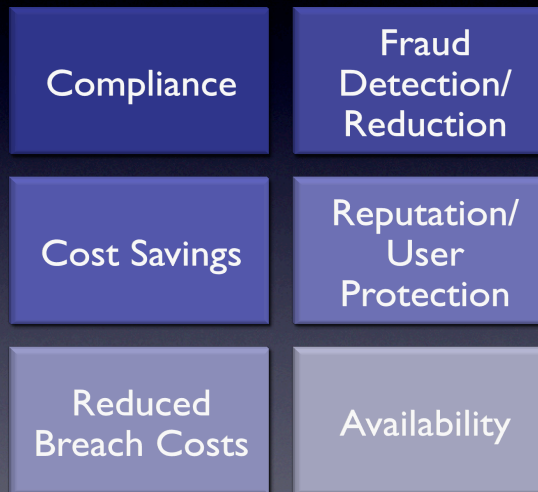 Compliance
Fraud
Detection/
Reduction
Cost Savings
Reputation/
User
Protection
Reduced
Breach Costs
Availability